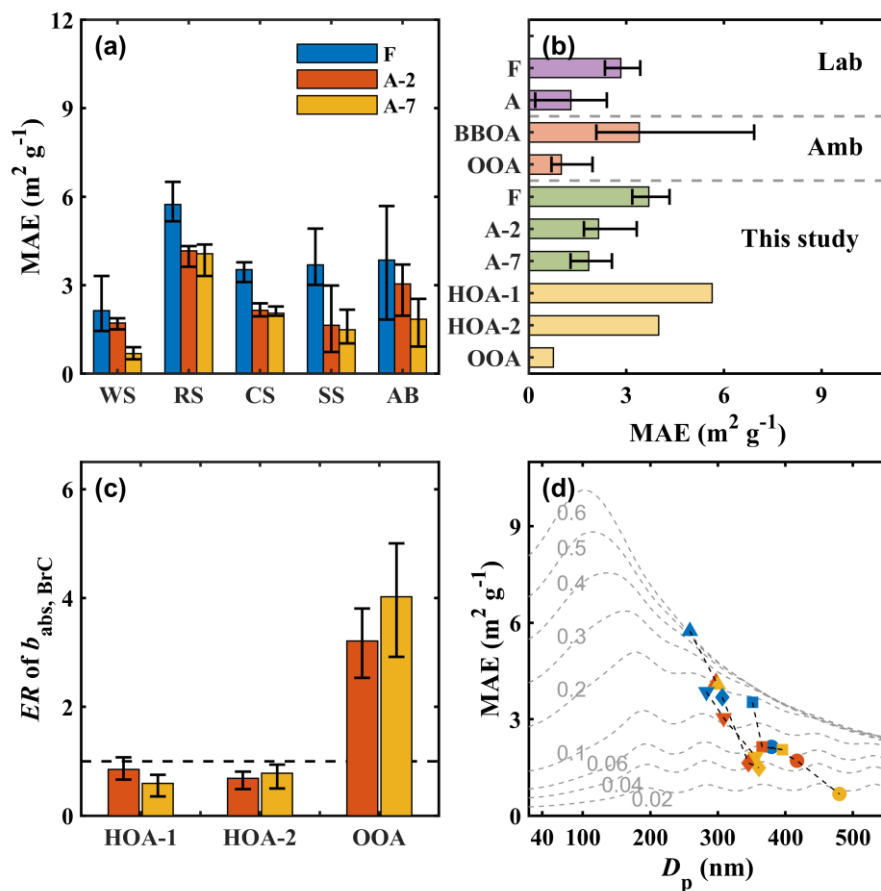 (a)
F
A-2
A-7
MAE (m² g⁻¹)
12
9
6
3
0
WS RS CS SS AB
(b)
Lab
F
A
Amb
BBOA
OOA
This study
F
A-2
A-7
HOA-1
HOA-2
OOA
0 3 6 9
MAE (m² g⁻¹)
(c)
ER of b_abs, BrC
6
4
2
0
HOA-1 HOA-2 OOA
(d)
MAE (m² g⁻¹)
9
6
3
0
0.6
0.5
0.4
0.3
0.2
0.1
0.06
0.04
0.02
40 100 200 300 400 500
D_p (nm)